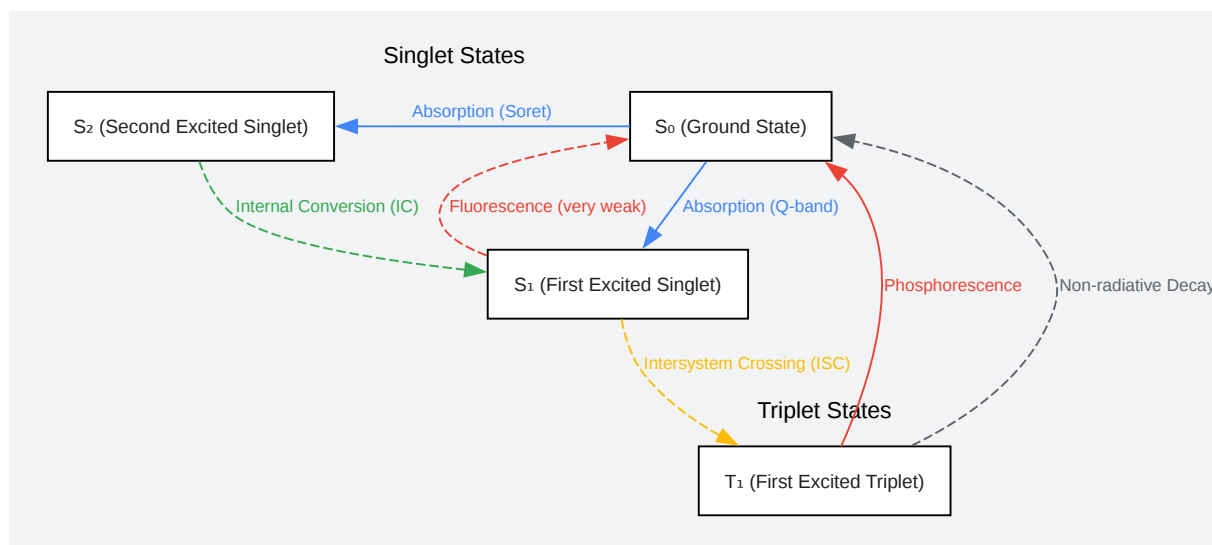 Singlet States
Absorption (Soret)
S₂ (Second Excited Singlet)
S₀ (Ground State)
Internal Conversion (IC)
Fluorescence (very weak)
Absorption (Q-band)
S₁ (First Excited Singlet)
Phosphorescence
Non-radiative Decay
Intersystem Crossing (ISC)
Triplet States
T₁ (First Excited Triplet)